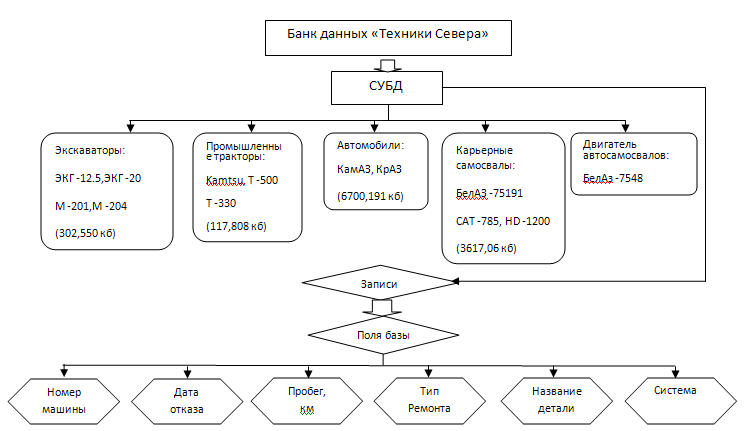 Банк данных «Техники Севера»
СУБД
Экскаваторы:
ЭКГ-12.5,ЭКГ-20
М-201,М-204
(302,550 кб)
Промышленны
е тракторы:
Kamtsu, Т-500
Т-330
(117,808 кб)
Автомобили:
КамАЗ, КрАЗ
(6700,191 кб)
Карьерные
самосвалы:
БелАЗ-75191
САТ-785, HD-1200
(3617,06 кб)
Двигатель
автосамосвалов:
БелАз-7548
Записи
Поля базы
Номер
машины
Дата
отказа
Пробег,
км
Тип
Ремонта
Название
детали
Система